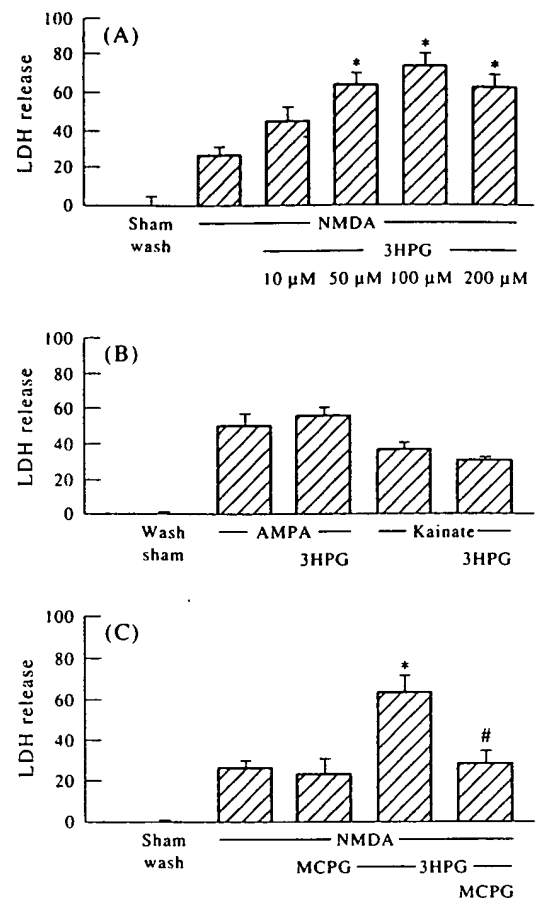 (A)
LDH release
100
80
60
40
20
0
*
*
*
Sham
wash
NMDA
3HPG
10 µM 50 µM 100 µM 200 µM
(B)
LDH release
100
80
60
40
20
0
Wash
sham
AMPA
Kainate
3HPG
3HPG
(C)
LDH release
100
80
60
40
20
0
*
#
Sham
wash
NMDA
MCPG
3HPG
MCPG